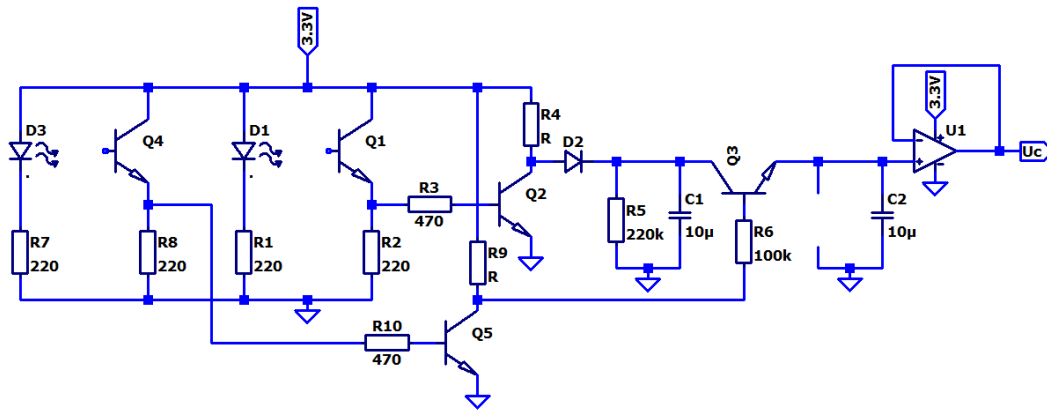 3.3V
D3
.
R7
220
Q4
R8
220
D1
.
R1
220
Q1
R3
470
R2
220
R4
R
Q2
R9
R
R10
470
Q5
D2
R5
220k
C1
10µ
Q3
R6
100k
C2
10µ
3.3V
U1
Uc